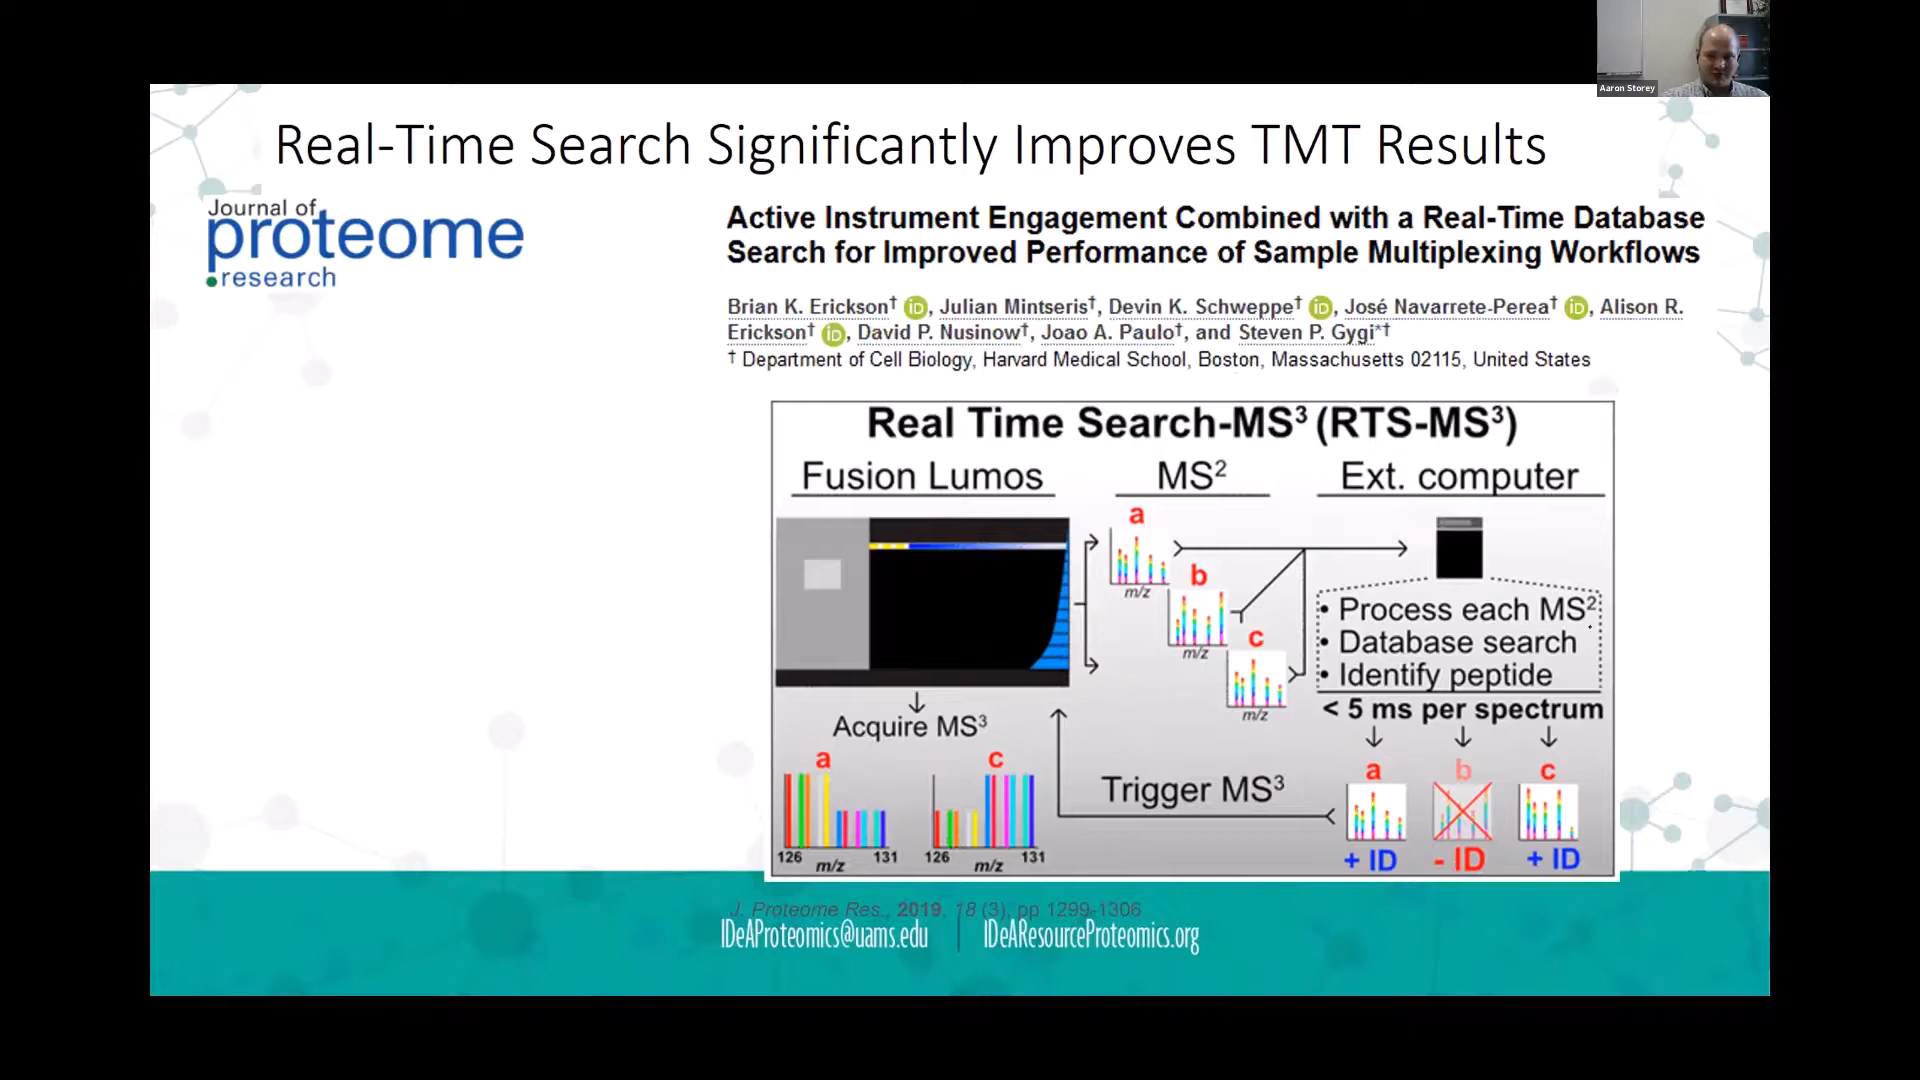 Aaron Storey
Real-Time Search Significantly Improves TMT Results
Journal of
proteome
research
Active Instrument Engagement Combined with a Real-Time Database
Search for Improved Performance of Sample Multiplexing Workflows
Brian K. Erickson†, Julian Mintseris†, Devin K. Schweppe†, José Navarrete-Perea†, Alison R.
Erickson†, David P. Nusinow†, Joao A. Paulo†, and Steven P. Gygi*†
† Department of Cell Biology, Harvard Medical School, Boston, Massachusetts 02115, United States
Real Time Search-MS³ (RTS-MS³)
Fusion Lumos
MS²
Ext. computer
a
m/z
b
m/z
c
m/z
• Process each MS²
• Database search
• Identify peptide
< 5 ms per spectrum
a b c
+ ID - ID + ID
Trigger MS³
Acquire MS³
a c
126 m/z 131
126 m/z 131
J. Proteome Res., 2019, 18 (3), pp 1299-1306
IDeAProteomics@uams.edu | IDeAResourceProteomics.org